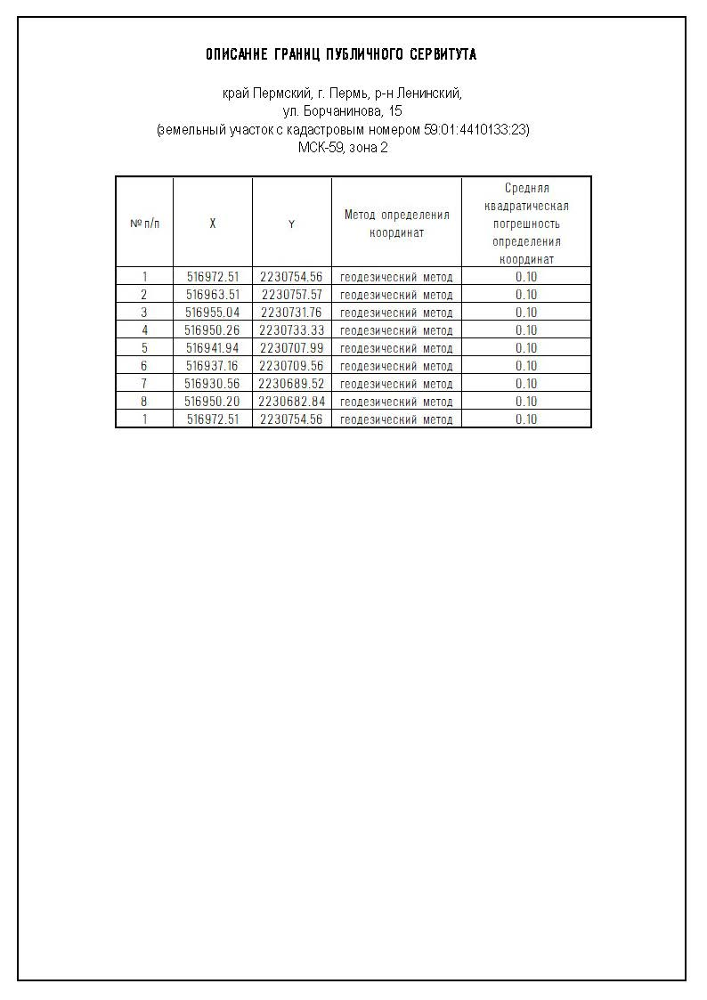 ОПИСАНИЕ ГРАНИЦ ПУБЛИЧНОГО СЕРВИТУТА
край Пермский, г. Пермь, р-н Ленинский,
ул. Борчанинова, 15
(земельный участок с кадастровым номером 59:01:4410133:23)
МСК-59, зона 2
№ п/п X Y Метод определения координат Средняя квадратическая погрешность определения координат
1 516972.51 2230754.56 геодезический метод 0.10
2 516963.51 2230757.57 геодезический метод 0.10
3 516955.04 2230731.76 геодезический метод 0.10
4 516950.26 2230733.33 геодезический метод 0.10
5 516941.94 2230707.99 геодезический метод 0.10
6 516937.16 2230709.56 геодезический метод 0.10
7 516930.56 2230689.52 геодезический метод 0.10
8 516950.20 2230682.84 геодезический метод 0.10
1 516972.51 2230754.56 геодезический метод 0.10